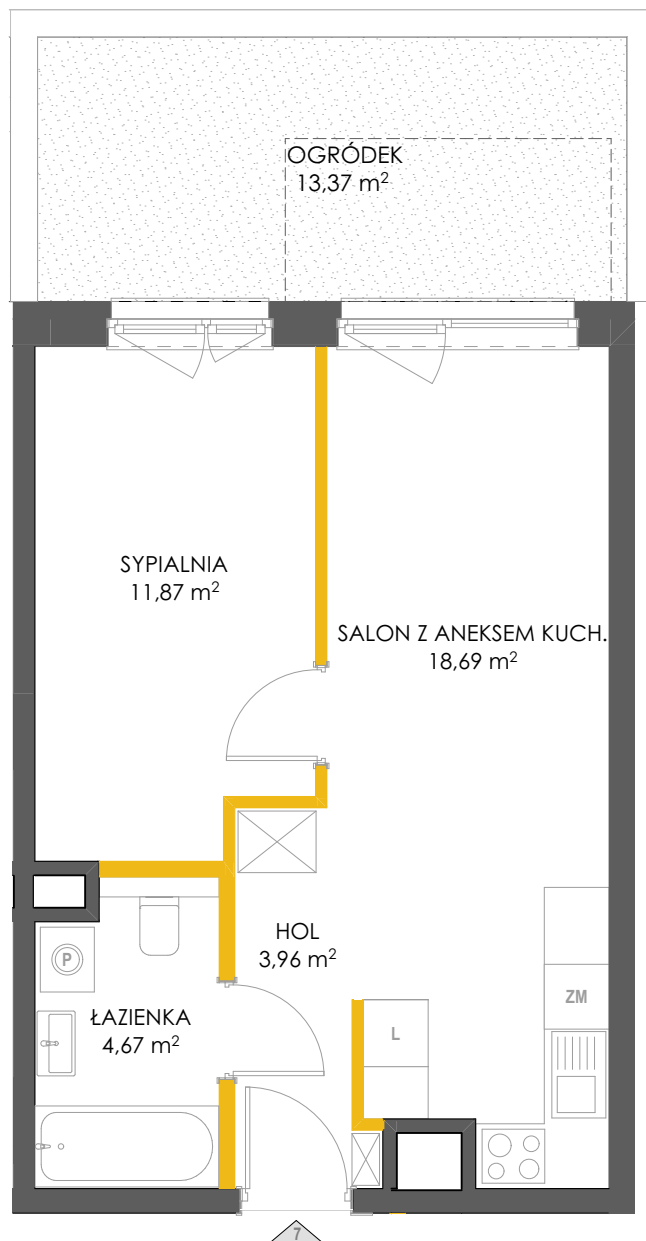 OGRÓDEK
13,37 m²
SYPIALNIA
11,87 m²
SALON Z ANEKSEM KUCH.
18,69 m²
HOL
3,96 m²
P
ZM
ŁAZIENKA
4,67 m²
L
7